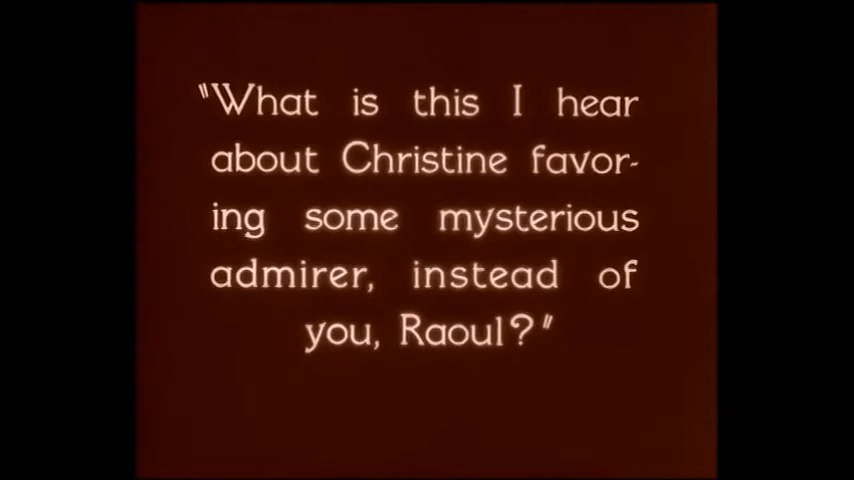 "What is this I hear
about Christine favor-
ing some mysterious
admirer, instead of
you, Raoul?"